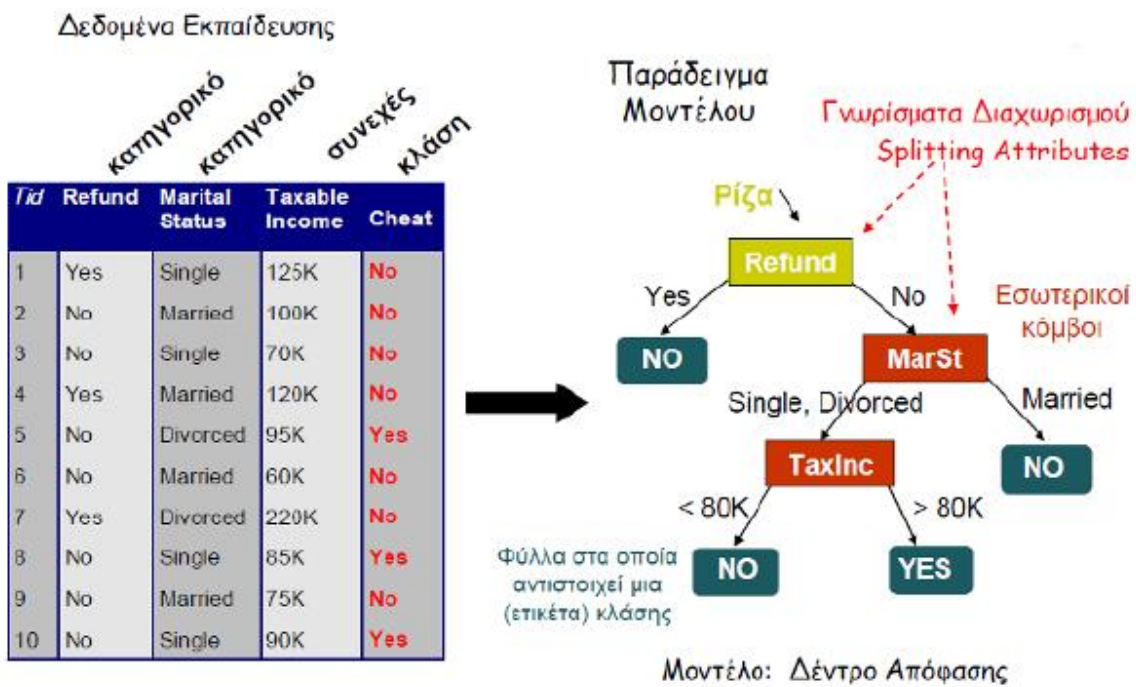 Δεδομένα Εκπαίδευσης
κατηγορικό
κατηγορικό
συνεχές
κλάση
Tid Refund Marital Status Taxable Income Cheat
1 Yes Single 125K No
2 No Married 100K No
3 No Single 70K No
4 Yes Married 120K No
5 No Divorced 95K Yes
6 No Married 60K No
7 Yes Divorced 220K No
8 No Single 85K Yes
9 No Married 75K No
10 No Single 90K Yes
Παράδειγμα
Μοντέλου
Γνωρίσματα Διαχωρισμού
Splitting Attributes
Ρίζα
Refund
Yes No
Εσωτερικοί
κόμβοι
NO MarSt
Single, Divorced Married
TaxInc NO
< 80K > 80K
NO YES
Φύλλα στα οποία
αντιστοιχεί μια
(ετικέτα) κλάσης
Μοντέλο: Δέντρο Απόφασης